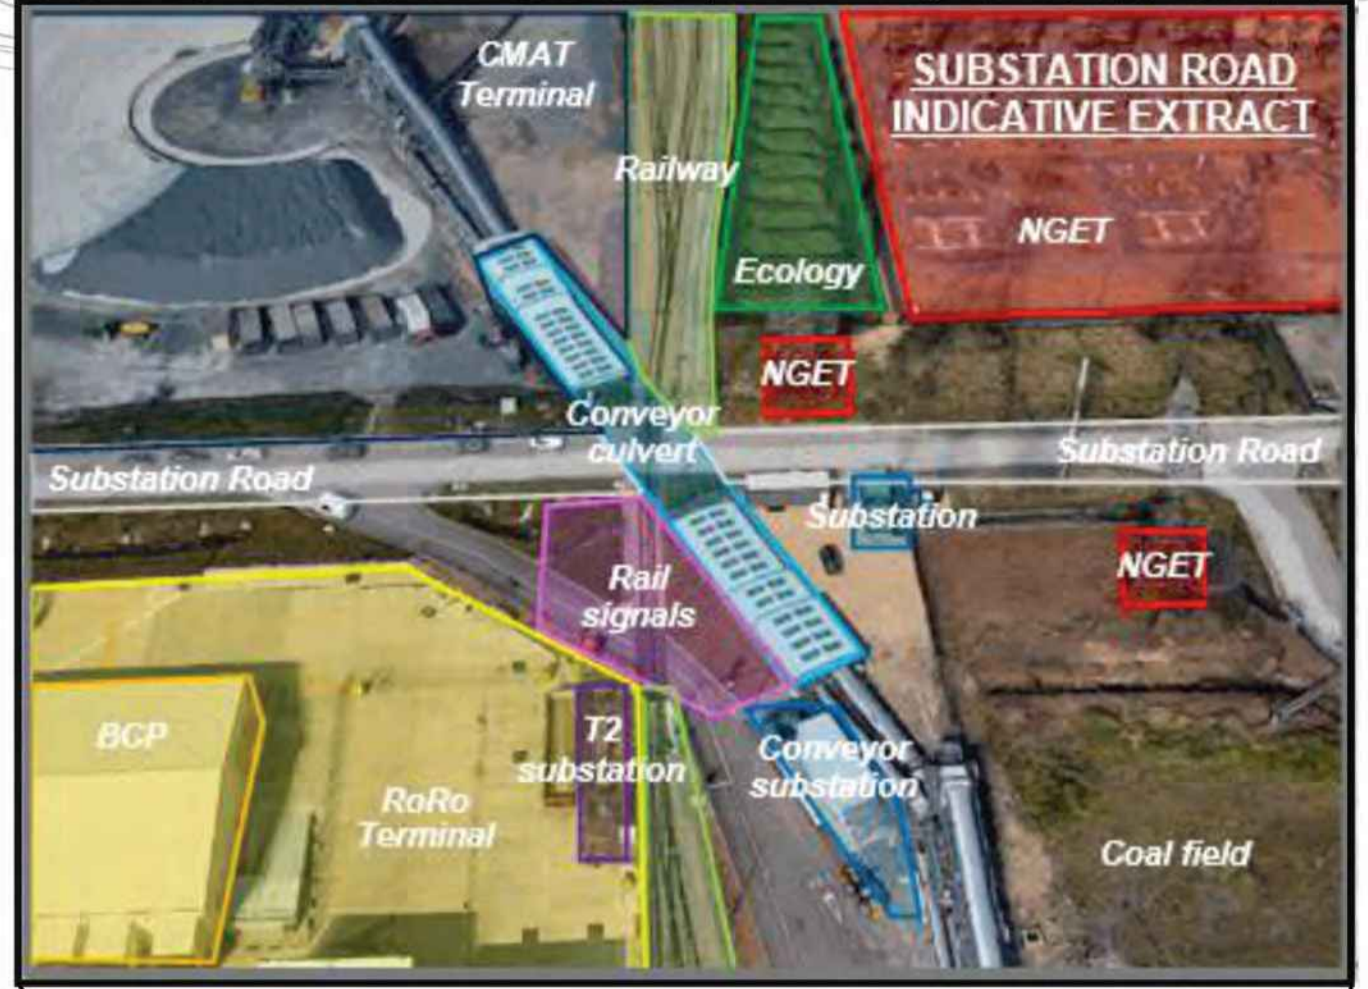 CMAT
Terminal
SUBSTATION ROAD
INDICATIVE EXTRACT
Railway
NGET
Ecology
NGET
Conveyor
culvert
Substation Road
Substation Road
Substation
NGET
Rail
signals
BCP
T2
substation
Conveyor
substation
RoRo
Terminal
Coal field